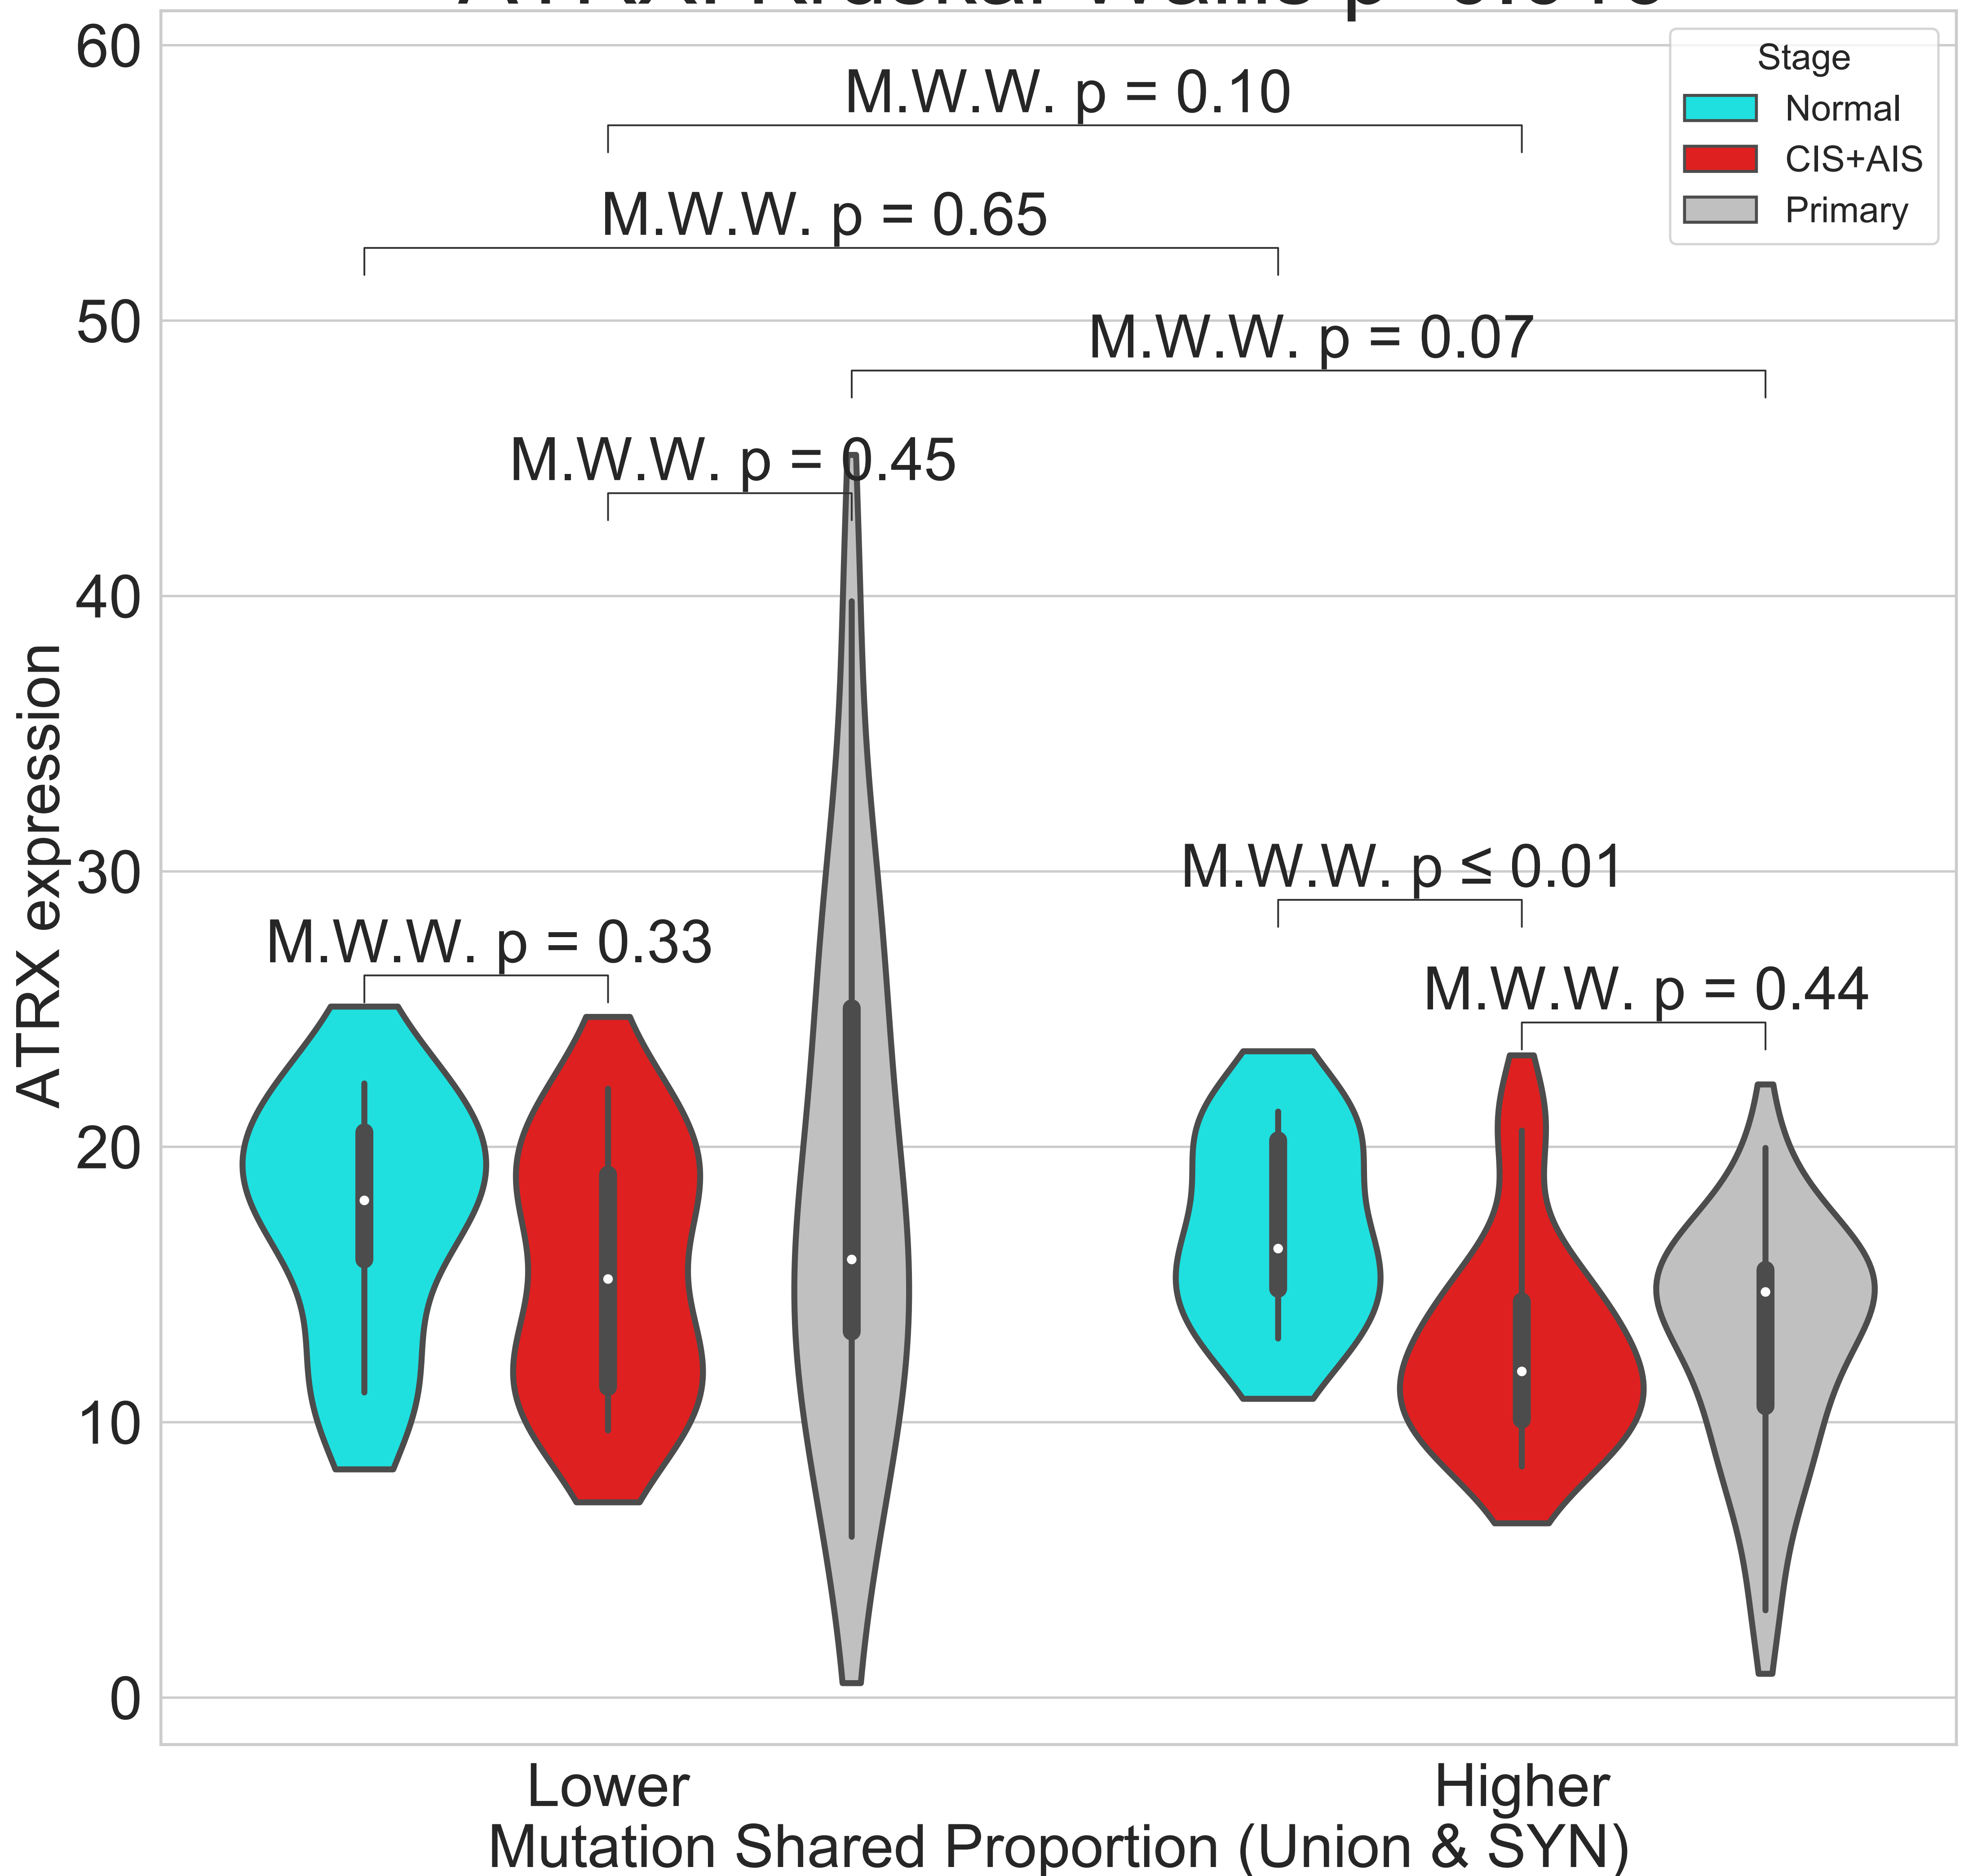 60
50
40
30
20
10
0
ATRX expression
Stage
Normal
CIS+AIS
Primary
M.W.W. p = 0.10
M.W.W. p = 0.65
M.W.W. p = 0.07
M.W.W. p = 0.45
M.W.W. p ≤ 0.01
M.W.W. p = 0.33
M.W.W. p = 0.44
Lower
Higher
Mutation Shared Proportion (Union & SYN)